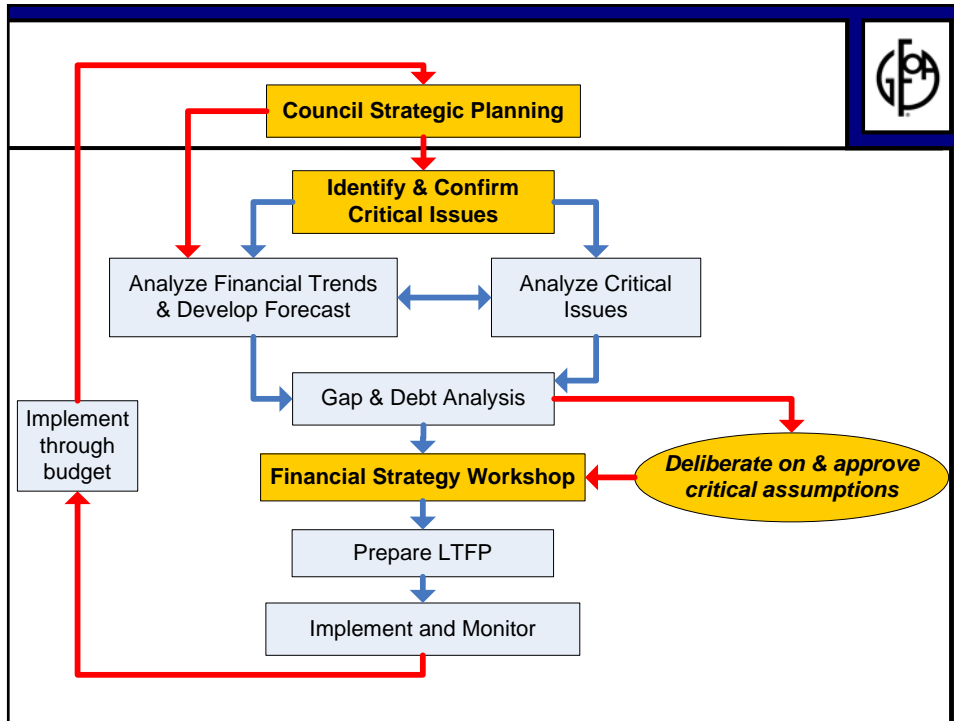 GFOA
Council Strategic Planning
Identify & Confirm
Critical Issues
Analyze Financial Trends
& Develop Forecast
Analyze Critical
Issues
Gap & Debt Analysis
Implement
through
budget
Financial Strategy Workshop
Deliberate on & approve
critical assumptions
Prepare LTFP
Implement and Monitor